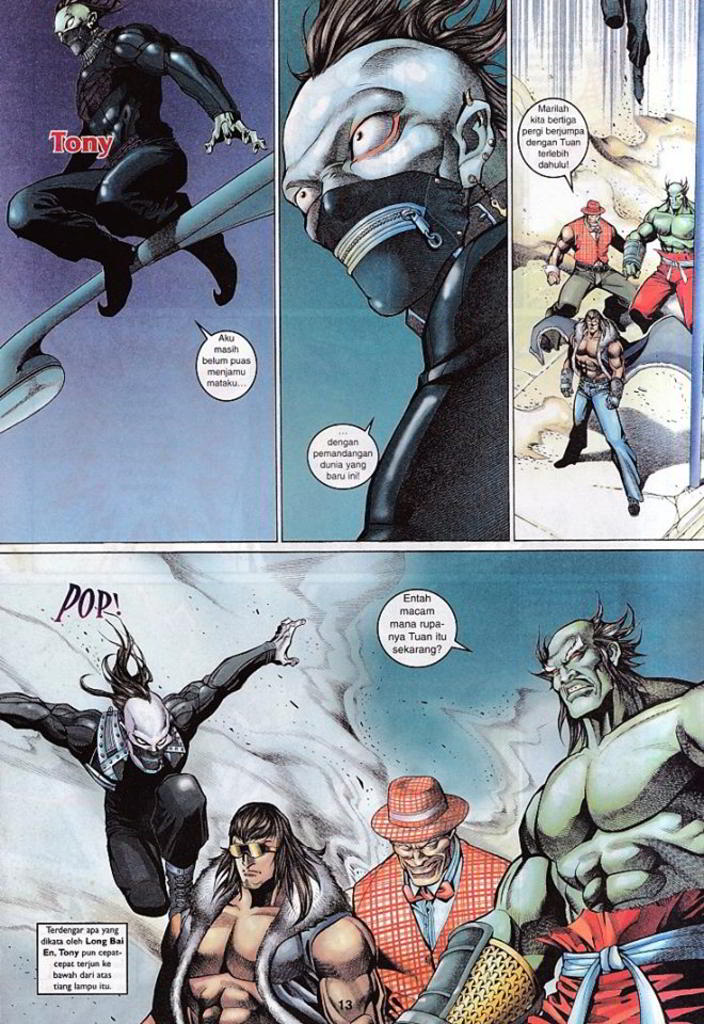 Tony
Aku
masih
belum puas
menjamu
mataku...
...
dengan
pemandangan
dunia yang
baru ini!
Marilah
kita bertiga
pergi berjumpa
dengan Tuan
terlebih
dahulu!
POP!
Entah
macam
mana rupa-
nya Tuan itu
sekarang?
Terdengar apa yang
dikata oleh Long Bai
En, Tony pun cepat-
cepat terjun ke
bawah dari atas
tiang lampu itu.
13